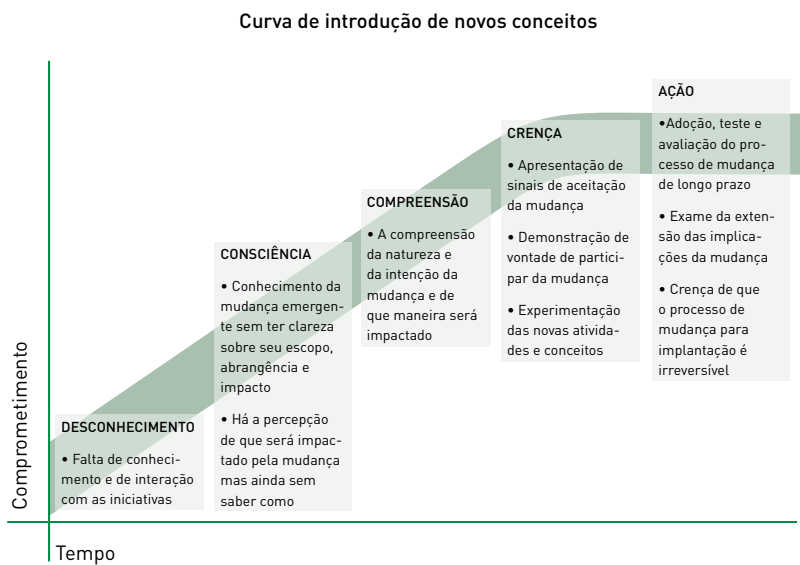 Curva de introdução de novos conceitos
Comprometimento
DESCONHECIMENTO
• Falta de conheci-
mento e de interação
com as iniciativas
CONSCIÊNCIA
• Conhecimento da
mudança emergen-
te sem ter clareza
sobre seu escopo,
abrangência e
impacto
• Há a percepção
de que será impac-
tado pela mudança
mas ainda sem
saber como
COMPREENSÃO
• A compreensão
da natureza e
da intenção da
mudança e de
que maneira será
impactado
CRENÇA
• Apresentação de
sinais de aceitação
da mudança
• Demonstração de
vontade de partici-
par da mudança
• Experimentação
das novas ativida-
des e conceitos
AÇÃO
•Adoção, teste e
avaliação do pro-
cesso de mudança
de longo prazo
• Exame da exten-
são das implica-
ções da mudança
• Crença de que
o processo de
mudança para
implantação é
irreversível
Tempo